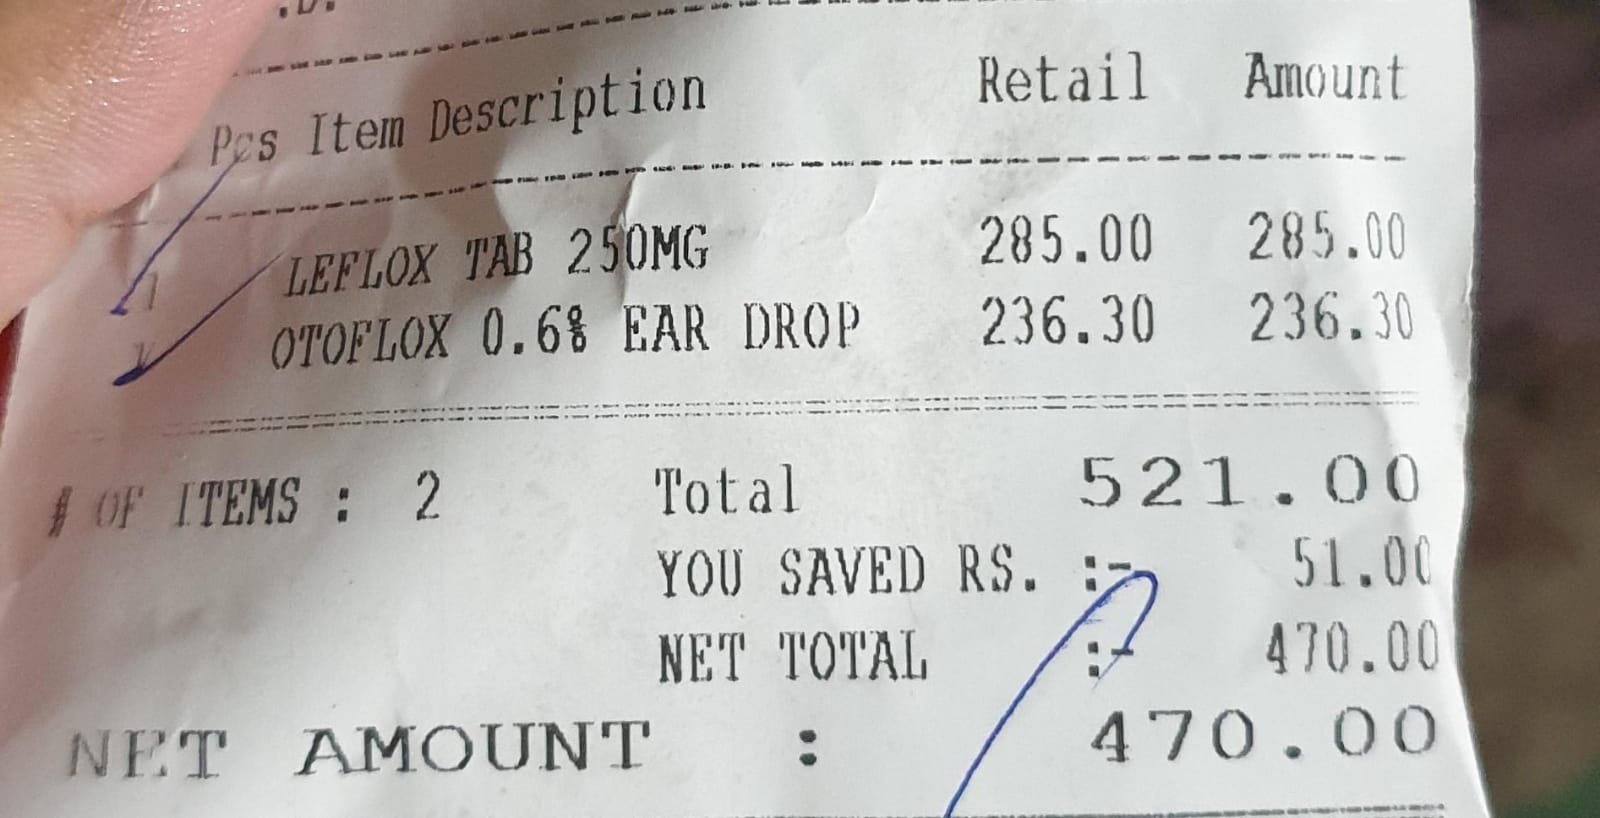 Pcs Item Description Retail Amount
1 LEFLOX TAB 250MG 285.00 285.00
OTOFLOX 0.6% EAR DROP 236.30 236.30
# OF ITEMS : 2 Total 521.00
YOU SAVED RS. :- 51.00
NET TOTAL :- 470.00
NET AMOUNT : 470.00